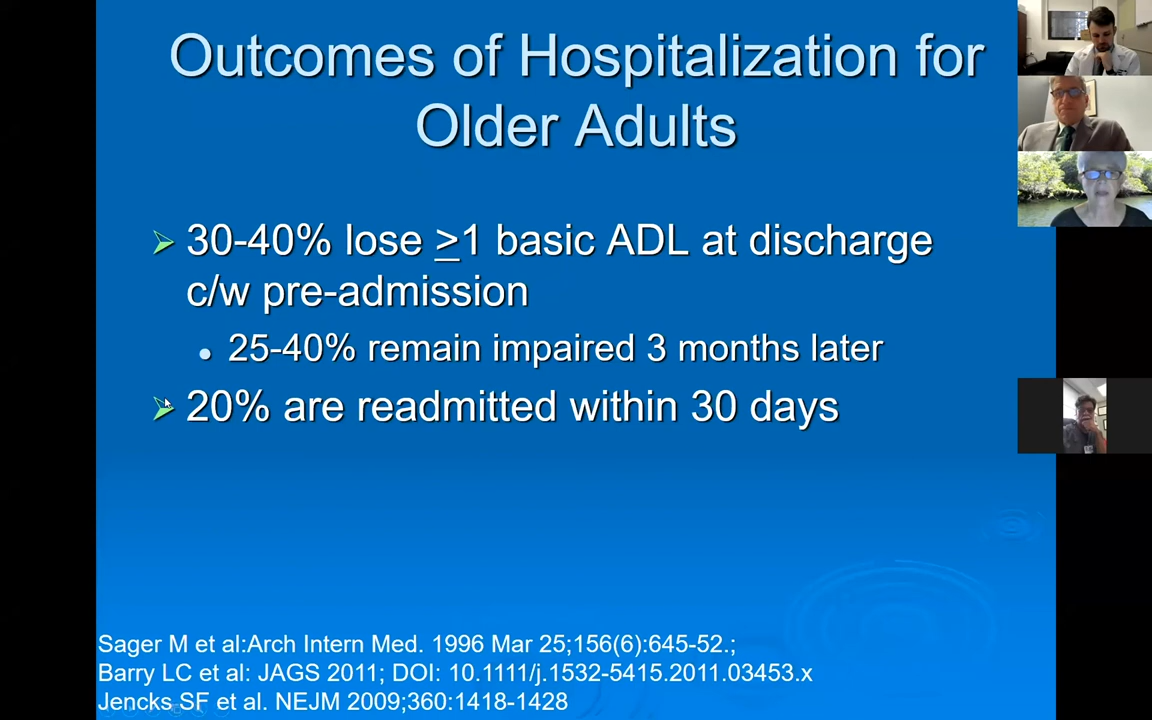 Outcomes of Hospitalization for
Older Adults
30-40% lose ≥1 basic ADL at discharge
c/w pre-admission
25-40% remain impaired 3 months later
20% are readmitted within 30 days
Sager M et al:Arch Intern Med. 1996 Mar 25;156(6):645-52.;
Barry LC et al: JAGS 2011; DOI: 10.1111/j.1532-5415.2011.03453.x
Jencks SF et al. NEJM 2009;360:1418-1428